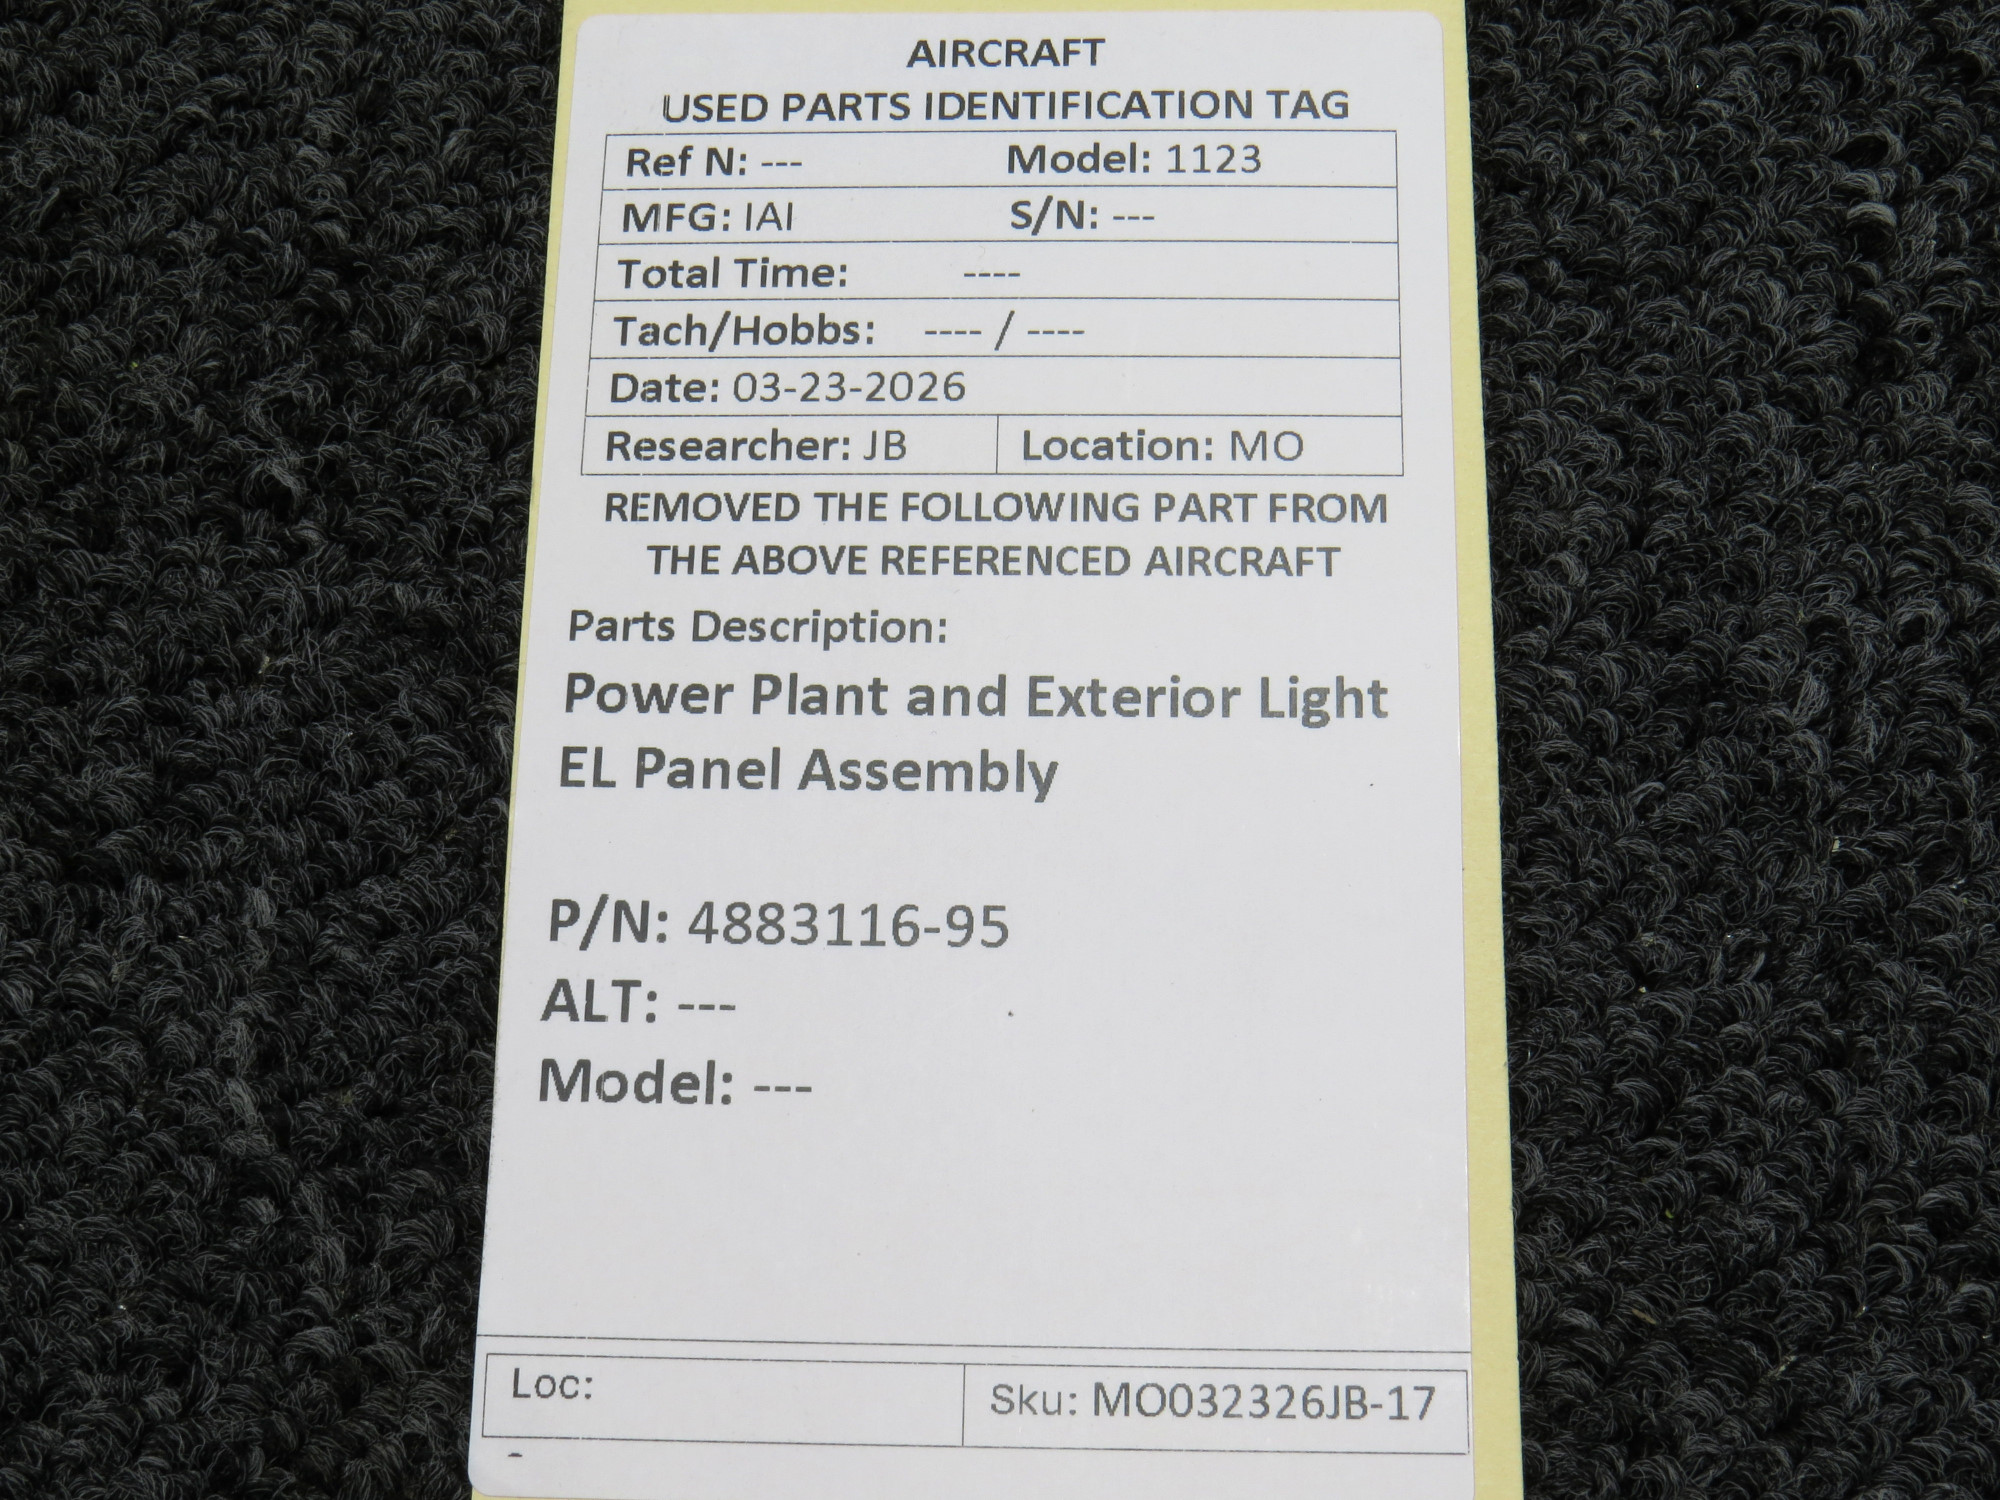 AIRCRAFT
USED PARTS IDENTIFICATION TAG
Ref N: --- Model: 1123
MFG: IAI S/N: ---
Total Time: ----
Tach/Hobbs: ---- / ----
Date: 03-23-2026
Researcher: JB Location: MO
REMOVED THE FOLLOWING PART FROM
THE ABOVE REFERENCED AIRCRAFT
Parts Description:
Power Plant and Exterior Light
EL Panel Assembly
P/N: 4883116-95
ALT: ---
Model: ---
Loc: Sku: MO032326JB-17
-